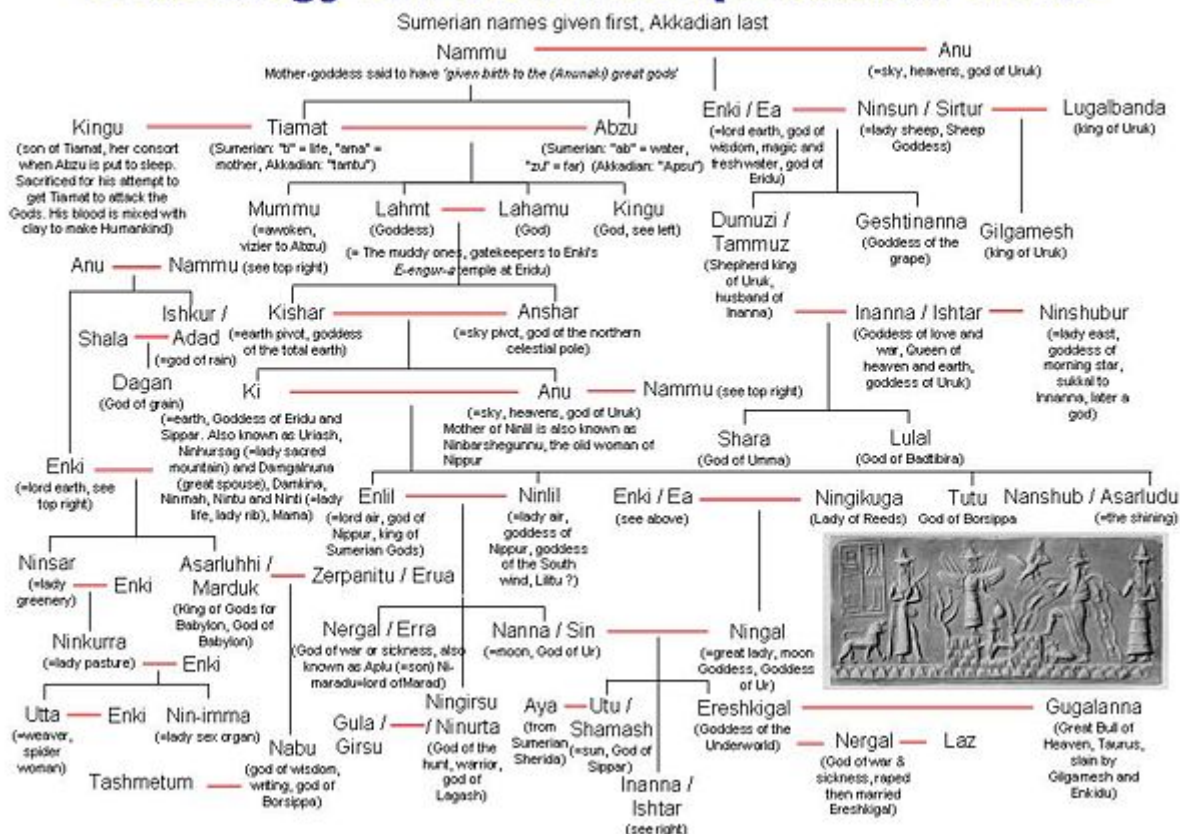 Sumerian names given first, Akkadian last
Nammu
Anu
Mother-goddess said to have 'given birth to the (Anunaki) great gods'
(=sky, heavens, god of Uruk)
Kingu
Tiamat
Abzu
(son of Tiamat, her consort
when Abzu is put to sleep.
Sacrificed for his attempt to
get Tiamat to attack the
Gods. His blood is mixed with
clay to make Humankind)
(Sumerian: "ti" = life, "ama" =
mother, Akkadian: "tamtu")
(Sumerian: "ab" = water,
"zu" = far) (Akkadian: "Apsu")
Enki / Ea
(=lord earth, god of
wisdom, magic and
freshwater, god of
Eridu)
Ninsun / Sirtur
(=lady sheep, Sheep
Goddess)
Lugalbanda
(king of Uruk)
Mummu
(=awoken,
vizier to Abzu)
Lahmt
(Goddess)
Lahamu
(God)
Kingu
(God, see left)
(= The muddy ones, gatekeepers to Enki's
E-engur-a temple at Eridu)
Dumuzi /
Tammuz
(Shepherd king
of Uruk,
husband of
Inanna)
Geshtinanna
(Goddess of the
grape)
Gilgamesh
(king of Uruk)
Anu
Nammu (see top right)
Shala
Ishkur /
Adad
(=god of rain)
Dagan
(God of grain)
Kishar
(=earth pivot, goddess
of the total earth)
Anshar
(=sky pivot, god of the northern
celestial pole)
Inanna / Ishtar
(Goddess of love and
war, Queen of
heaven and earth,
goddess of Uruk)
Ninshubur
(=lady east,
goddess of
morning star,
sukkal to
Innanna, later a
god)
Ki
(=earth, Goddess of Eridu and
Sippar. Also known as Uriash,
Ninhursag (=lady sacred
mountain) and Damgalnuna
(great spouse), Damkina,
Ninmah, Nintu and Ninti (=lady
life, lady rib), Mama)
Anu
Nammu (see top right)
(=sky, heavens, god of Uruk)
Mother of Ninlil is also known as
Ninbarshegunnu, the old woman of
Nippur
Shara
(God of Umma)
Lulal
(God of Badtibira)
Enki
(=lord earth, see
top right)
Enlil
(=lord air, god of
Nippur, king of
Sumerian Gods)
Ninlil
(=lady air,
goddess of
Nippur, goddess
of the South
wind, Lilitu ?)
Enki / Ea
(see above)
Ningikuga
(Lady of Reeds)
Tutu
God of Borsippa
Nanshub / Asarludu
(=the shining)
Ninsar
(=lady
greenery)
Enki
Asarluhhi /
Marduk
(King of Gods for
Babylon, God of
Babylon)
Zerpanitu / Erua
Ninkurra
(=lady pasture)
Enki
Nergal / Erra
(God of war or sickness, also
known as Aplu (=son) Ni-
maradu=lord of Marad)
Nanna / Sin
(=moon, God of Ur)
Ningal
(=great lady, moon
Goddess, Goddess
of Ur)
Utta
(=weaver,
spider
woman)
Enki
Nin-imma
(=lady sex organ)
Nabu
(god of wisdom,
writing, god of
Borsippa)
Tashmetum
Gula /
Girsu
Ningirsu
/ Ninurta
(God of the
hunt, warrior,
god of
Lagash)
Aya
(from
Sumerian
Sherida)
Utu /
Shamash
(=sun, God of
Sippar)
Inanna /
Ishtar
(see right)
Ereshkigal
(Goddess of the
Underworld)
Nergal
(God of war &
sickness, raped
then married
Ereshkigal)
Laz
Gugalanna
(Great Bull of
Heaven, Taurus,
slain by
Gilgamesh and
Enkidu)